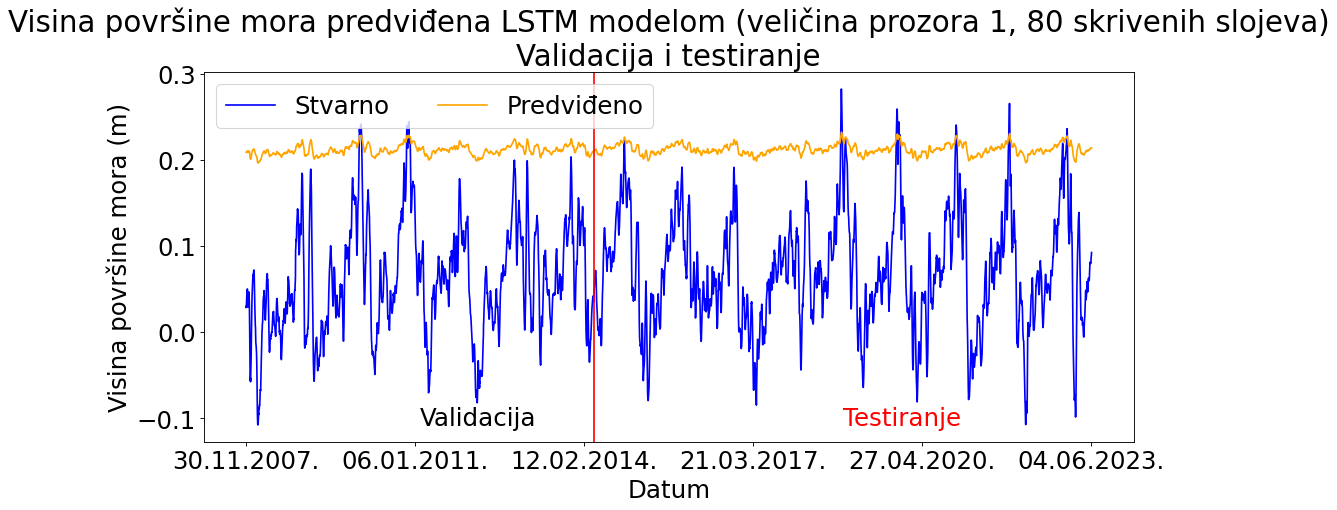 Visina površine mora predviđena LSTM modelom (veličina prozora 1, 80 skrivenih slojeva)
Validacija i testiranje
Stvarno
Predviđeno
Visina površine mora (m)
0.3
0.2
0.1
0.0
−0.1
Validacija
Testiranje
30.11.2007.
06.01.2011.
12.02.2014.
21.03.2017.
27.04.2020.
04.06.2023.
Datum